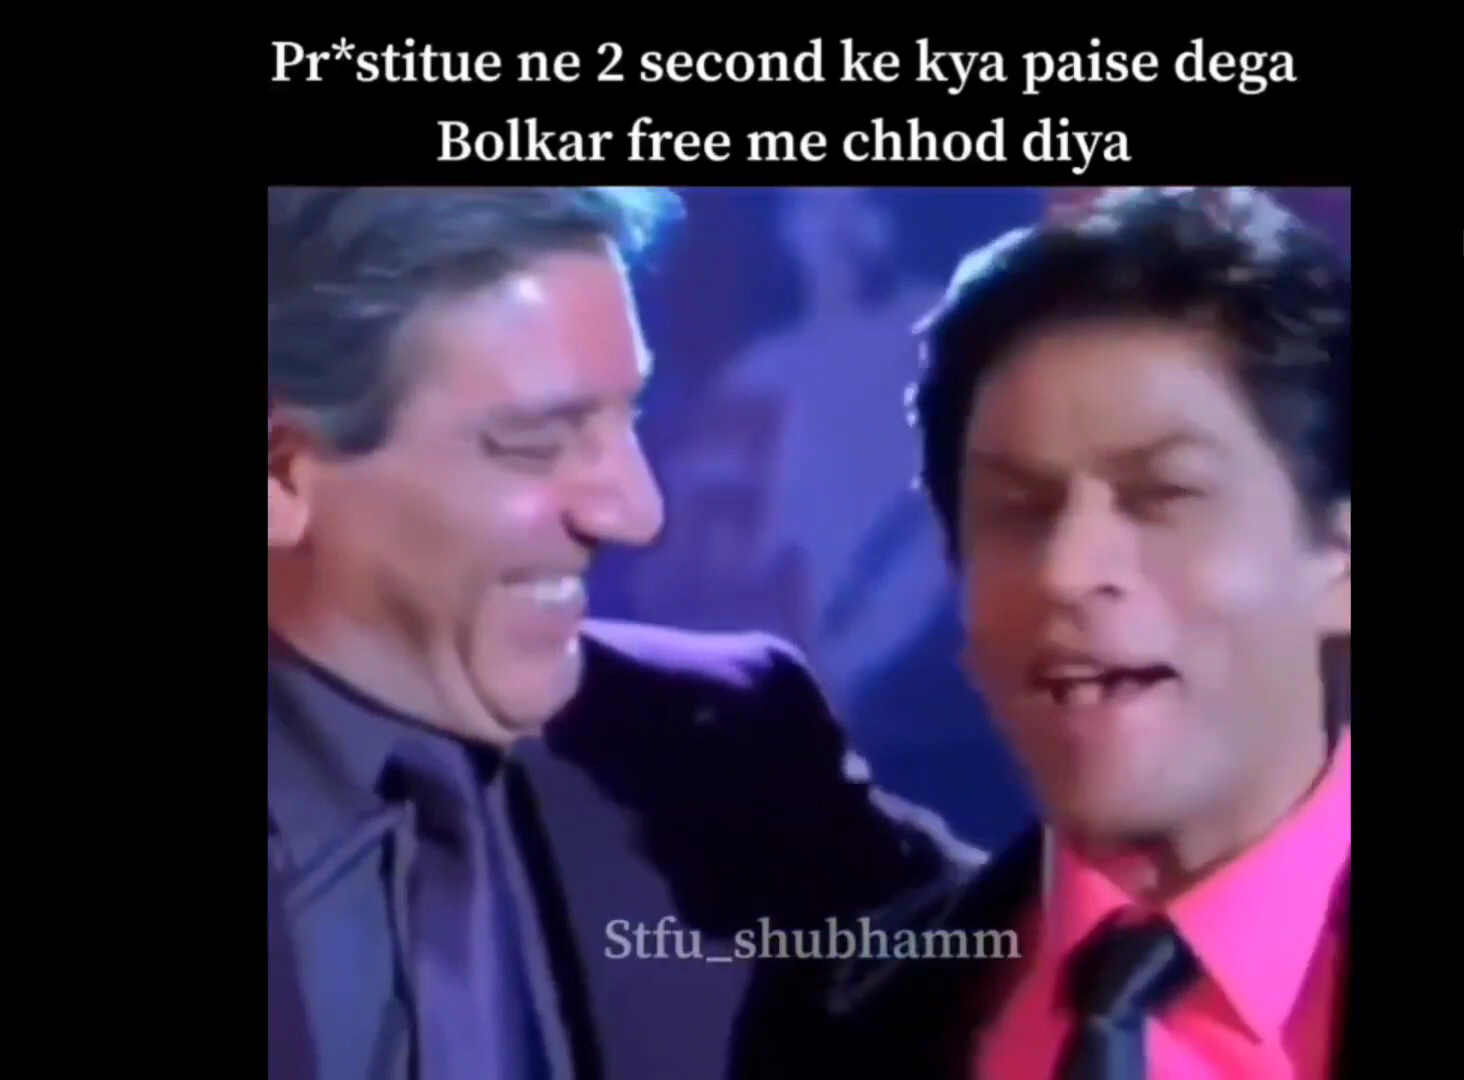 Pr*stitue ne 2 second ke kya paise dega
Bolkar free me chhod diya
Stfu_shubhamm